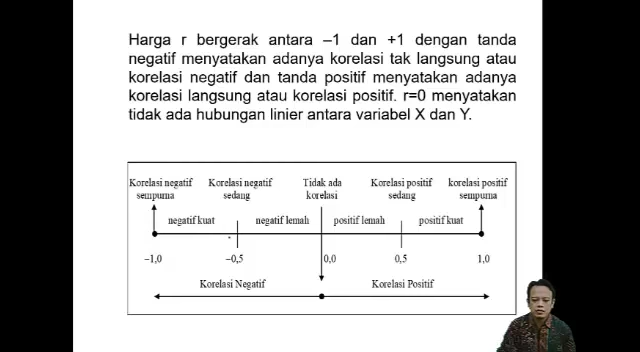 Harga r bergerak antara –1 dan +1 dengan tanda
negatif menyatakan adanya korelasi tak langsung atau
korelasi negatif dan tanda positif menyatakan adanya
korelasi langsung atau korelasi positif. r=0 menyatakan
tidak ada hubungan linier antara variabel X dan Y.
Korelasi negatif Korelasi negatif Tidak ada Korelasi positif korelasi positif
sempurna sedang korelasi sedang sempurna
negatif kuat negatif lemah positif lemah positif kuat
–1,0 –0,5 0,0 0,5 1,0
Korelasi Negatif Korelasi Positif